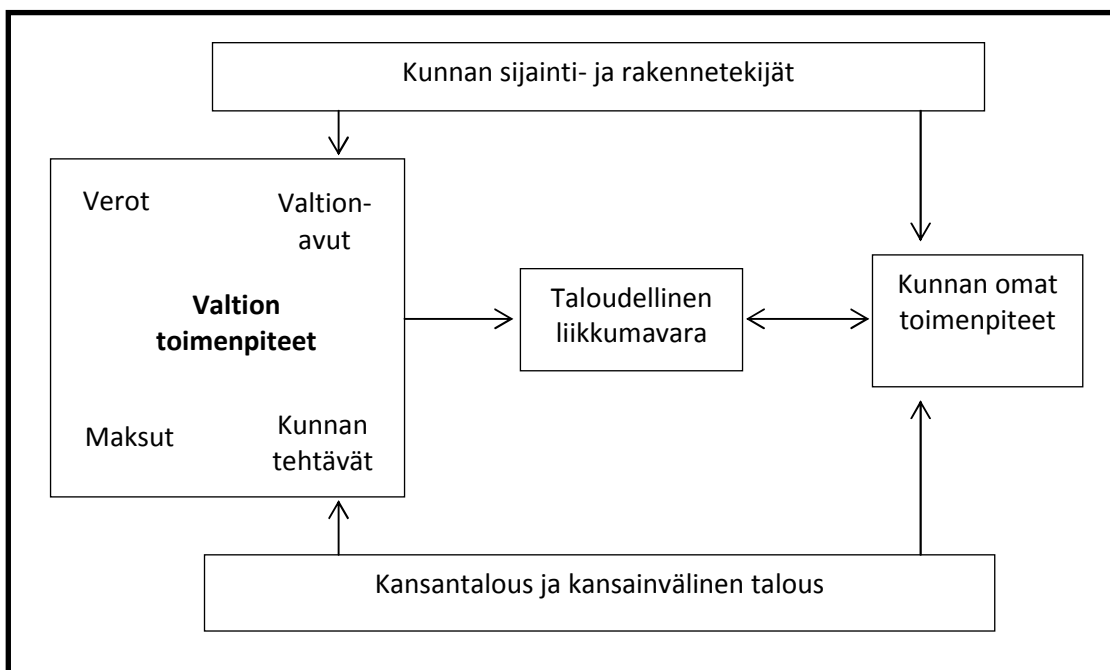 Kunnan sijainti- ja rakennetekijät
Verot
Valtion-
avut
Valtion
toimenpiteet
Maksut
Kunnan
tehtävät
Taloudellinen
liikkumavara
Kunnan omat
toimenpiteet
Kansantalous ja kansainvälinen talous